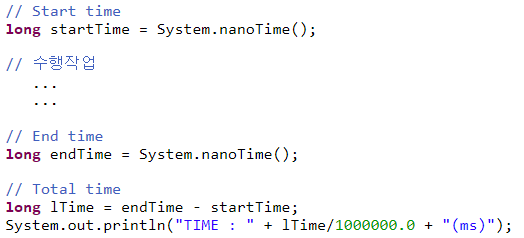 // Start time
long startTime = System.nanoTime();
// 수행작업
...
...
// End time
long endTime = System.nanoTime();
// Total time
long lTime = endTime - startTime;
System.out.println("TIME : " + lTime/1000000.0 + "(ms)");